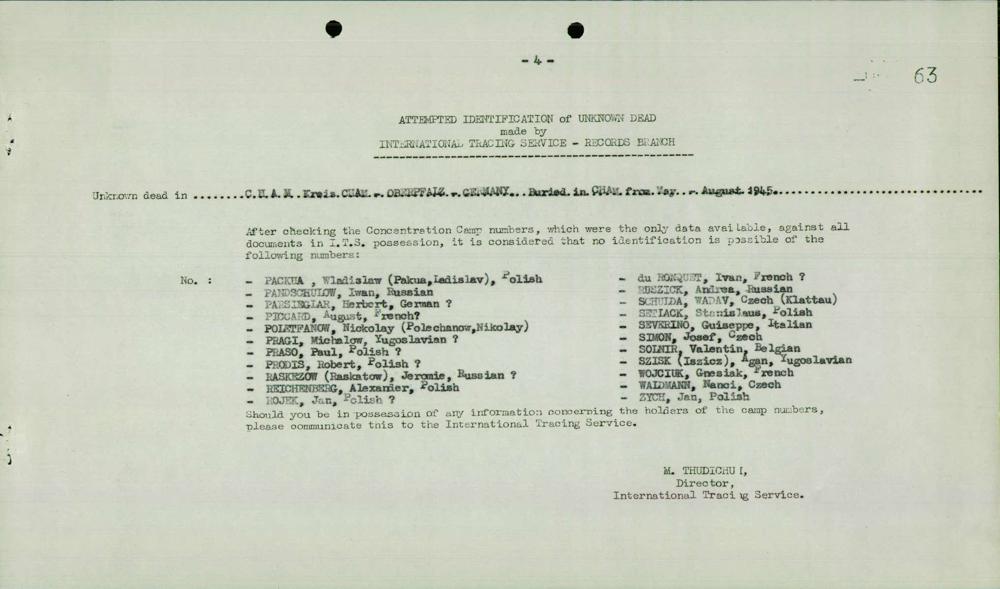 - 4 -
63
ATTEMPTED IDENTIFICATION of UNKNOWN DEAD
made by
INTERNATIONAL TRACING SERVICE - RECORDS BRANCH
Unknown dead in ........C.H.A.M. Kreis.CHAM.-.OBERPFALZ.-.GERMANY...Buried.in.CHAM.from.May..-.August.1945.
After checking the Concentration Camp numbers, which were the only data available, against all
documents in I.T.S. possession, it is considered that no identification is possible of the
following numbers:
No. :
- PACKUA , Wladislaw (Pakua,Ladislav), Polish
- PANDSCHULOW, Iwan, Russian
- PARSIEGLAR, Herbert, German ?
- PICCARD, August, French?
- POLETFANOW, Nickolay (Polechanow,Nikolay)
- PRAGI, Michalow, Yugoslavian ?
- PRASO, Paul, Polish ?
- PRODIS, Robert, Polish ?
- RASKEZOW (Raskatow), Jeromie, Russian ?
- REICHENBERG, Alexander, Polish
- ROJEK, Jan, Polish ?
- du RONQUET, Ivan, French ?
- RUSZICK, Andrea, Russian
- SCHULDA, WADAV, Czech (Klattau)
- SETLACK, Stanislaus, Polish
- SEVERINO, Guiseppe, Italian
- SIMON, Josef, Czech
- SOLNIR, Valentin, Belgian
- SZISK (Iszicz), Agan, Yugoslavian
- WOJCIUK, Gnesiak, French
- WALDMANN, Nanci, Czech
- ZYCH, Jan, Polish
Should you be in possession of any information concerning the holders of the camp numbers,
please communicate this to the International Tracing Service.
M. THUDICHUM,
Director,
International Tracing Service.